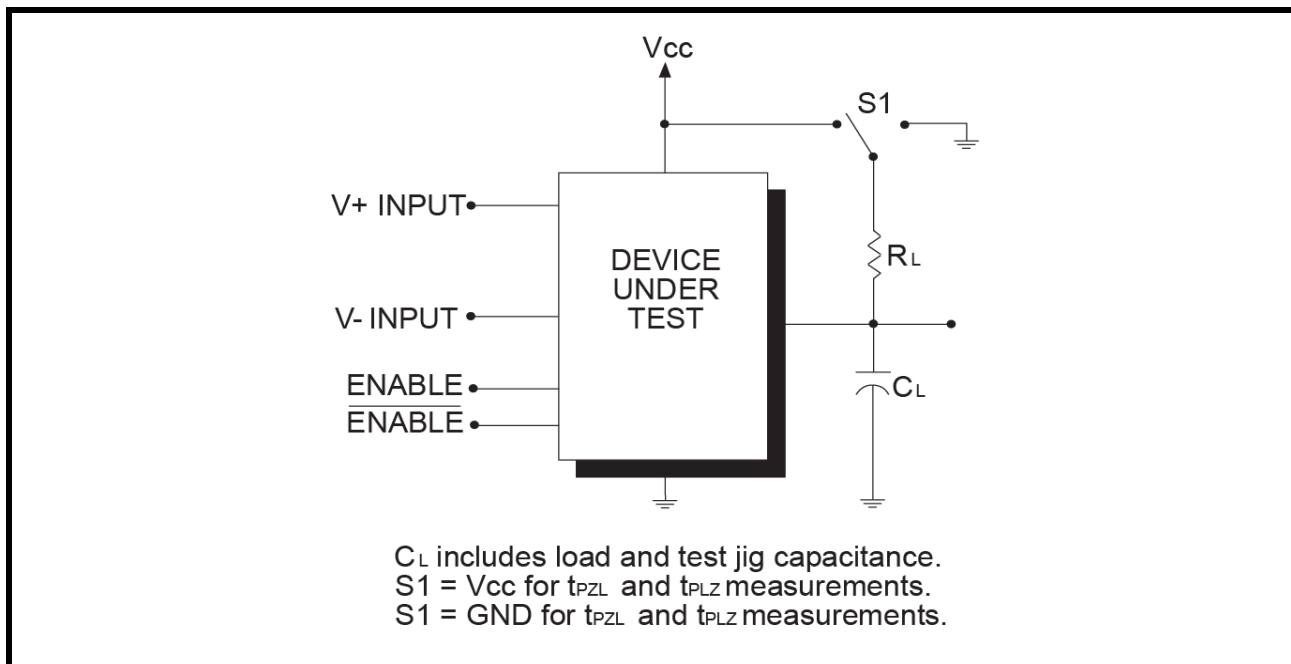 Vcc
S1
V+ INPUT
DEVICE
UNDER
TEST
RL
V- INPUT
ENABLE
ENABLE
CL
CL includes load and test jig capacitance.
S1 = Vcc for tPZL and tPLZ measurements.
S1 = GND for tPZL and tPLZ measurements.